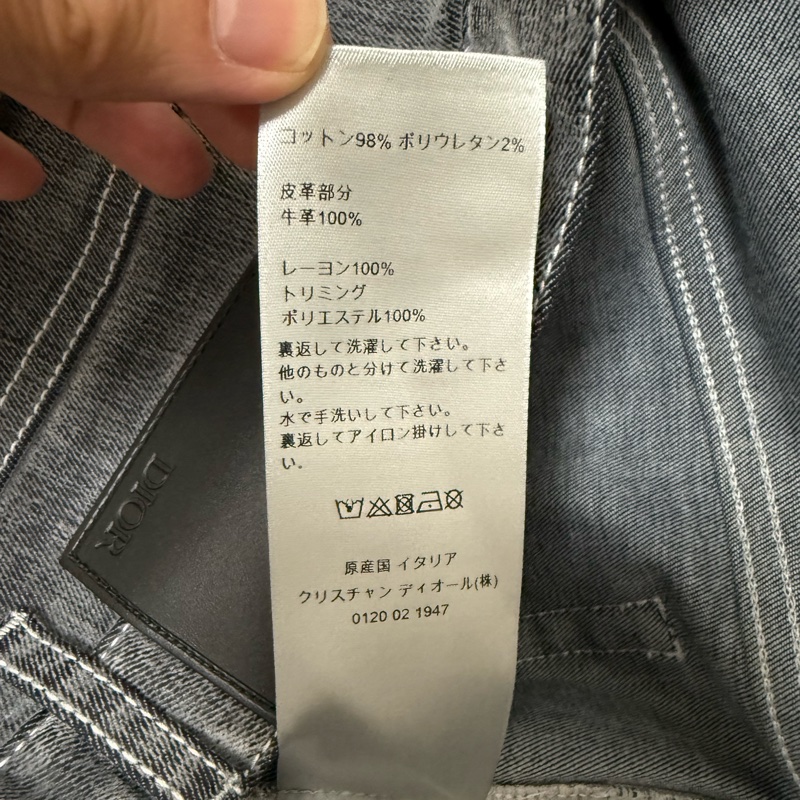 コットン98% ポリウレタン2%
皮革部分
牛革100%
レーヨン100%
トリミング
ポリエステル100%
裏返して洗濯して下さい。
他のものと分けて洗濯して下さ
い。
水で手洗いして下さい。
裏返してアイロン掛けして下さ
い。
原産国 イタリア
クリスチャン ディオール(株)
0120 02 1947
DIOR